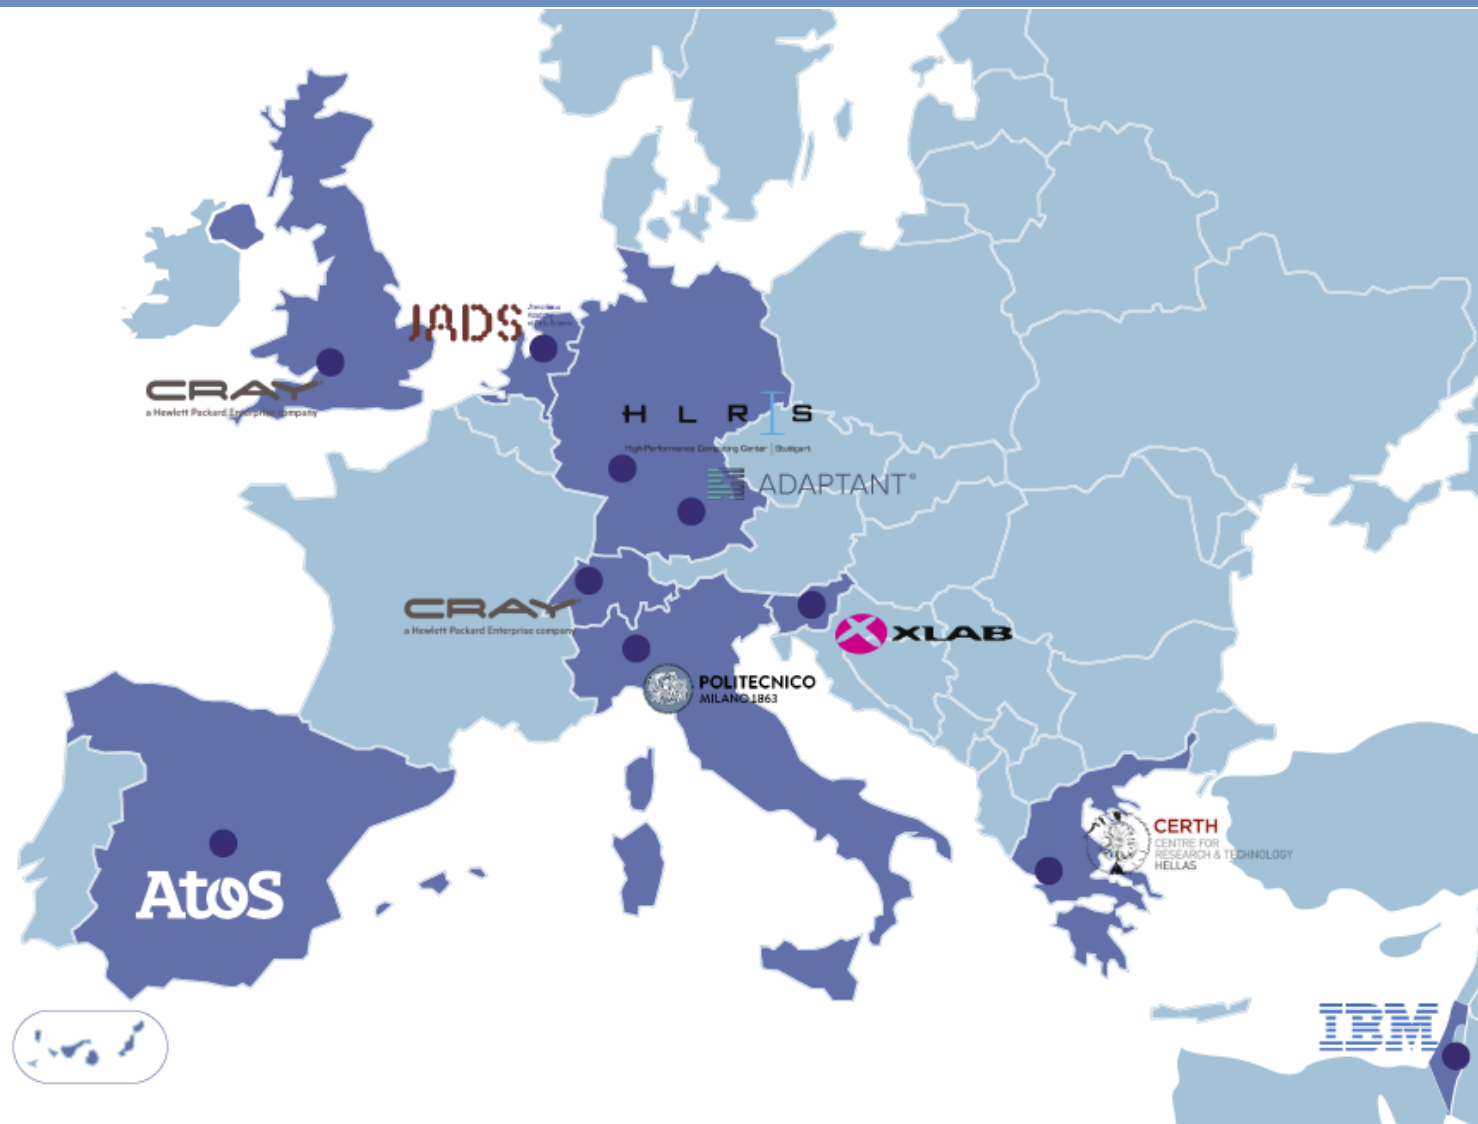 JADS
CRAY
a Hewlett Packard Enterprise company
H L R I S
High-Performance Computing Center | Stuttgart
ADAPTANT®
CRAY
a Hewlett Packard Enterprise company
XLAB
POLITECNICO
MILANO 1863
CERTH
CENTRE FOR
RESEARCH & TECHNOLOGY
HELLAS
Atos
IBM